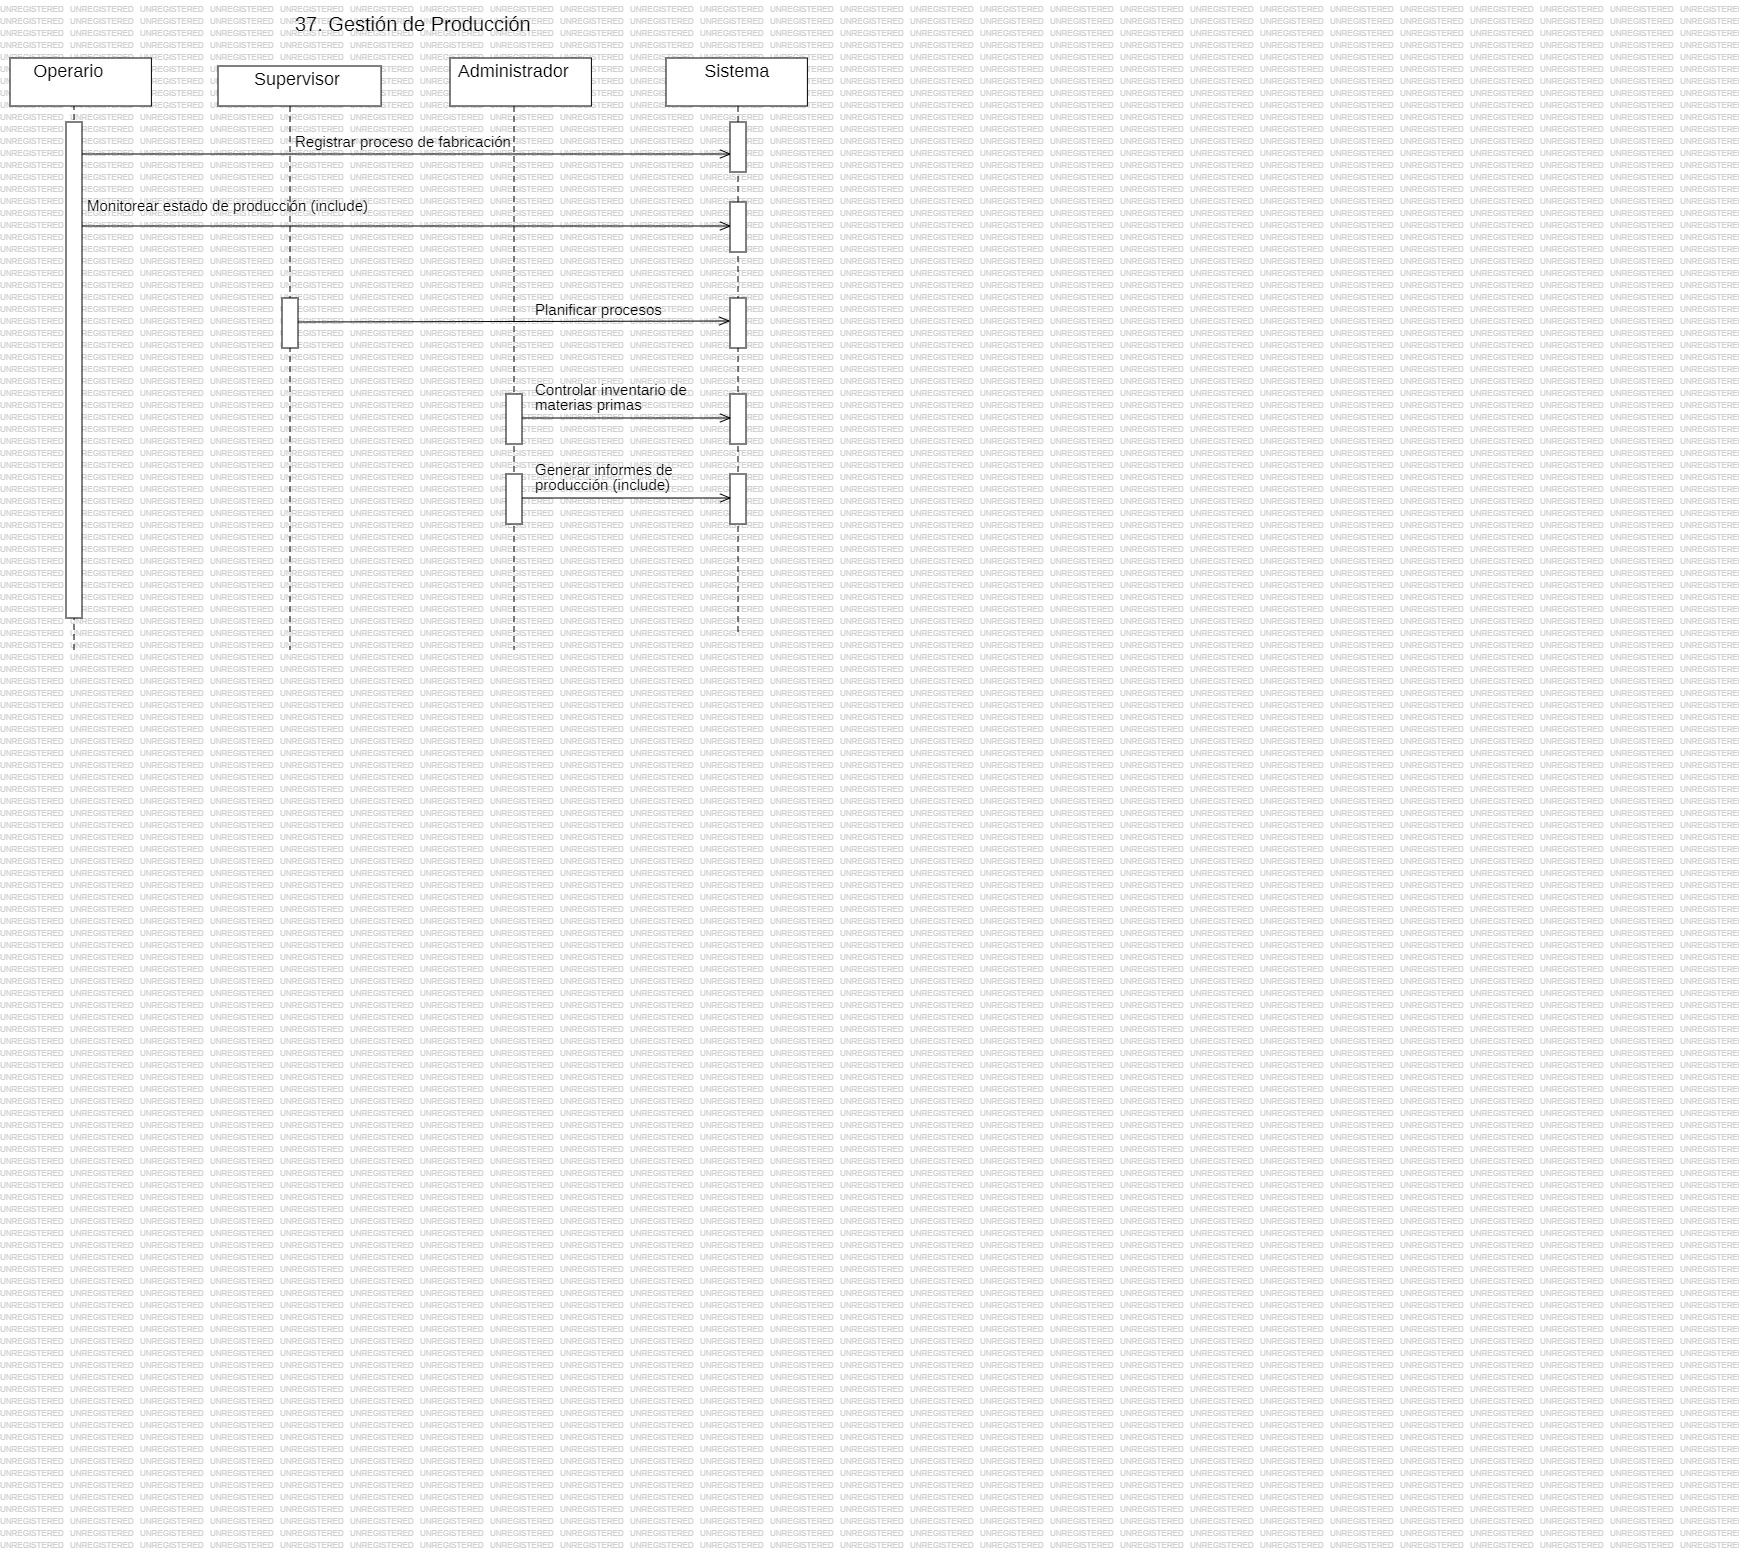 37. Gestión de Producción
Operario
Supervisor
Administrador
Sistema
Registrar proceso de fabricación
Monitorear estado de producción (include)
Planificar procesos
Controlar inventario de
materias primas
Generar informes de
producción (include)
UNREGISTERED